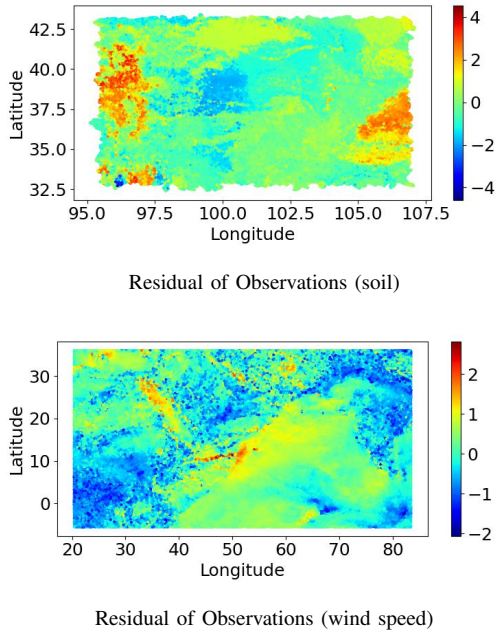 42.5
40.0
37.5
35.0
32.5
Latitude
95.0 97.5 100.0 102.5 105.0 107.5
Longitude
4
2
0
−2
−4
Residual of Observations (soil)
30
20
10
0
Latitude
20 30 40 50 60 70 80
Longitude
2
1
0
−1
−2
Residual of Observations (wind speed)